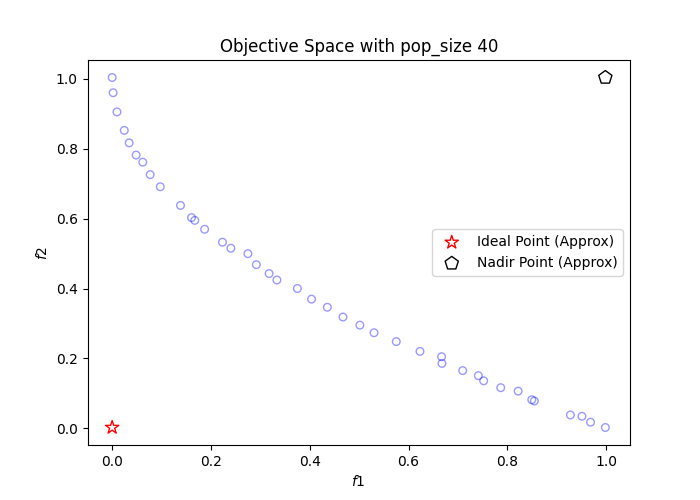 Objective Space with pop_size 40
1.0
0.8
0.6
0.4
0.2
0.0
f2
Ideal Point (Approx)
Nadir Point (Approx)
0.0 0.2 0.4 0.6 0.8 1.0
f1